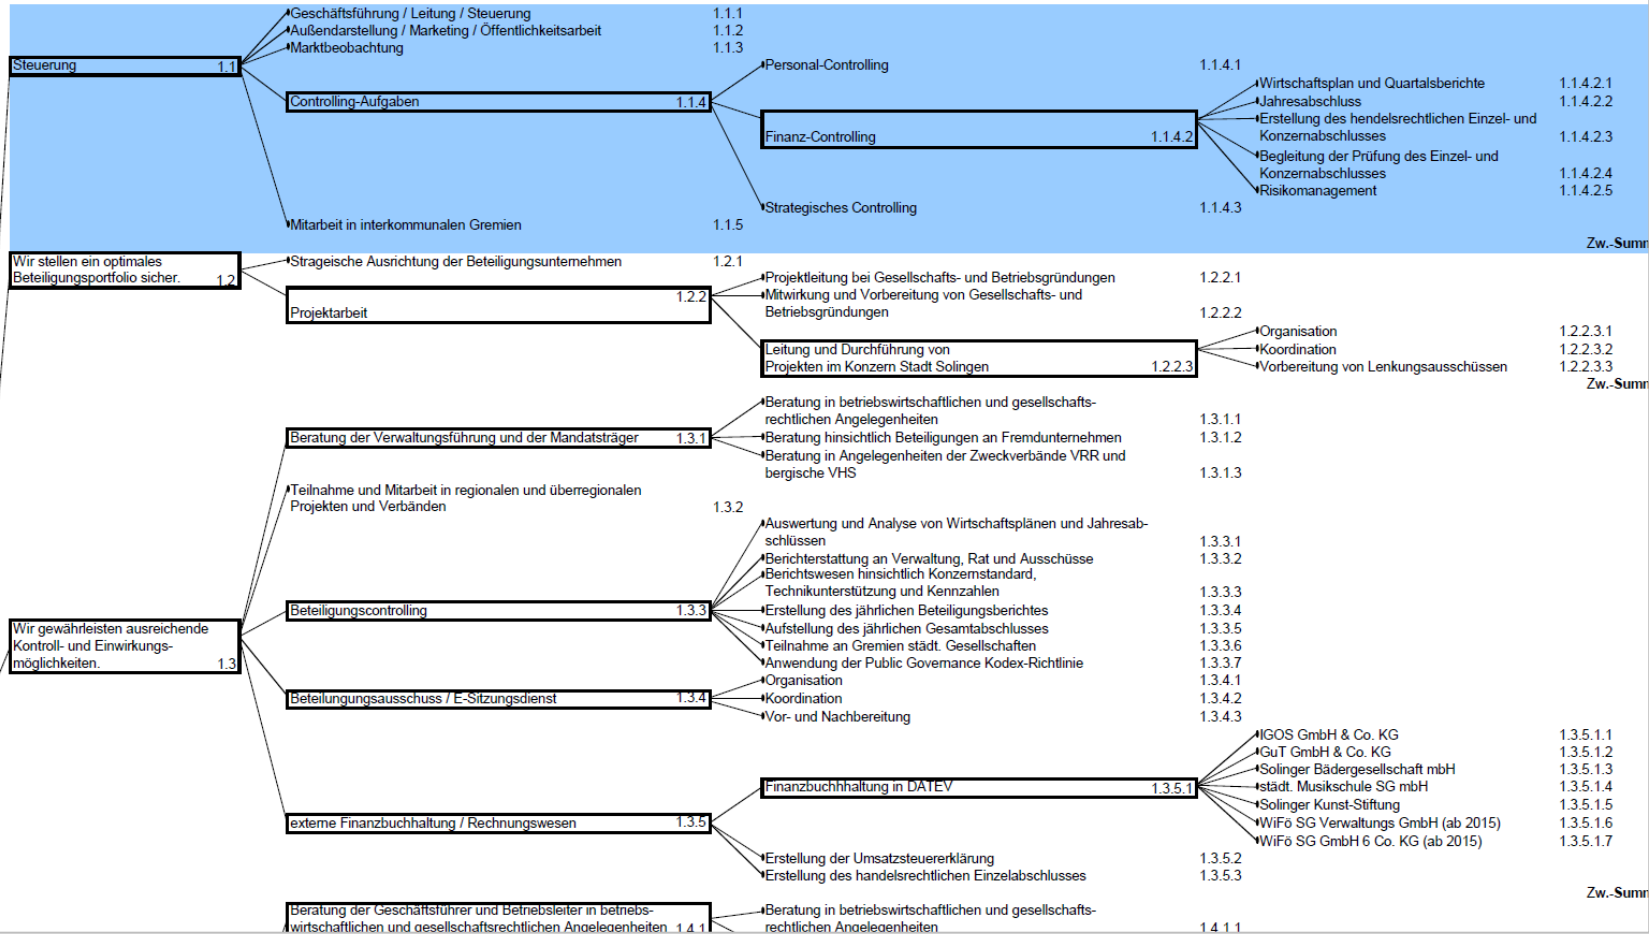 Geschäftsführung / Leitung / Steuerung 1.1.1
Außendarstellung / Marketing / Öffentlichkeitsarbeit 1.1.2
Marktbeobachtung 1.1.3
Steuerung 1.1
Personal-Controlling 1.1.4.1
Wirtschaftsplan und Quartalsberichte 1.1.4.2.1
Controlling-Aufgaben 1.1.4
Jahresabschluss 1.1.4.2.2
Erstellung des hendelsrechtlichen Einzel- und
Konzernabschlusses 1.1.4.2.3
Finanz-Controlling 1.1.4.2
Begleitung der Prüfung des Einzel- und
Konzernabschlusses 1.1.4.2.4
Risikomanagement 1.1.4.2.5
Strategisches Controlling 1.1.4.3
Mitarbeit in interkommunalen Gremien 1.1.5
Zw.-Summ
Wir stellen ein optimales
Beteiligungsportfolio sicher. 1.2
Strageische Ausrichtung der Beteiligungsunternehmen 1.2.1
Projektleitung bei Gesellschafts- und Betriebsgründungen 1.2.2.1
1.2.2
Projektarbeit
Mitwirkung und Vorbereitung von Gesellschafts- und
Betriebsgründungen 1.2.2.2
Organisation 1.2.2.3.1
Leitung und Durchführung von
Projekten im Konzern Stadt Solingen 1.2.2.3
Koordination 1.2.2.3.2
Vorbereitung von Lenkungsausschüssen 1.2.2.3.3
Zw.-Summ
Beratung in betriebswirtschaftlichen und gesellschafts-
rechtlichen Angelegenheiten 1.3.1.1
Beratung der Verwaltungsführung und der Mandatsträger 1.3.1
Beratung hinsichtlich Beteiligungen an Fremdunternehmen 1.3.1.2
Beratung in Angelegenheiten der Zweckverbände VRR und
bergische VHS 1.3.1.3
Teilnahme und Mitarbeit in regionalen und überregionalen
Projekten und Verbänden 1.3.2
Auswertung und Analyse von Wirtschaftsplänen und Jahresab-
schlüssen 1.3.3.1
Berichterstattung an Verwaltung, Rat und Ausschüsse 1.3.3.2
Berichtswesen hinsichtlich Konzernstandard,
Technikunterstützung und Kennzahlen 1.3.3.3
Beteiligungscontrolling 1.3.3
Erstellung des jährlichen Beteiligungsberichtes 1.3.3.4
Aufstellung des jährlichen Gesamtabschlusses 1.3.3.5
Wir gewährleisten ausreichende
Kontroll- und Einwirkungs-
möglichkeiten. 1.3
Teilnahme an Gremien städt. Gesellschaften 1.3.3.6
Anwendung der Public Governance Kodex-Richtlinie 1.3.3.7
Organisation 1.3.4.1
Beteilungungsausschuss / E-Sitzungsdienst 1.3.4
Koordination 1.3.4.2
Vor- und Nachbereitung 1.3.4.3
IGOS GmbH & Co. KG 1.3.5.1.1
GuT GmbH & Co. KG 1.3.5.1.2
Solinger Bädergesellschaft mbH 1.3.5.1.3
Finanzbuchhhaltung in DATEV 1.3.5.1
städt. Musikschule SG mbH 1.3.5.1.4
Solinger Kunst-Stiftung 1.3.5.1.5
externe Finanzbuchhaltung / Rechnungswesen 1.3.5
WiFö SG Verwaltungs GmbH (ab 2015) 1.3.5.1.6
WiFö SG GmbH 6 Co. KG (ab 2015) 1.3.5.1.7
Erstellung der Umsatzsteuererklärung 1.3.5.2
Erstellung des handelsrechtlichen Einzelabschlusses 1.3.5.3
Zw.-Summ
Beratung der Geschäftsführer und Betriebsleiter in betriebs-
wirtschaftlichen und gesellschaftsrechtlichen Angelegenheiten 1.4.1
Beratung in betriebswirtschaftlichen und gesellschafts-
rechtlichen Angelegenheiten 1.4.1.1